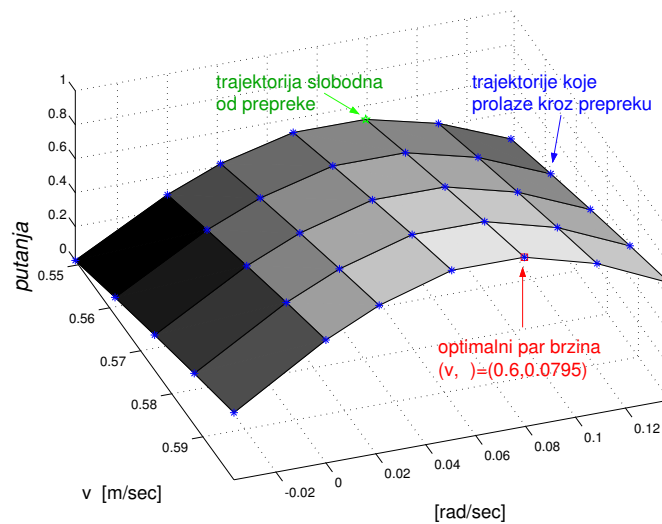 1
0.8
0.6
0.4
0.2
0
putanja
trajektorija slobodna
od prepreke
trajektorije koje
prolaze kroz prepreku
optimalni par brzina
(v, )=(0.6,0.0795)
0.55
0.56
0.57
0.58
0.59
v [m/sec]
-0.02
0
0.02
0.04
0.06
0.08
0.1
0.12
[rad/sec]